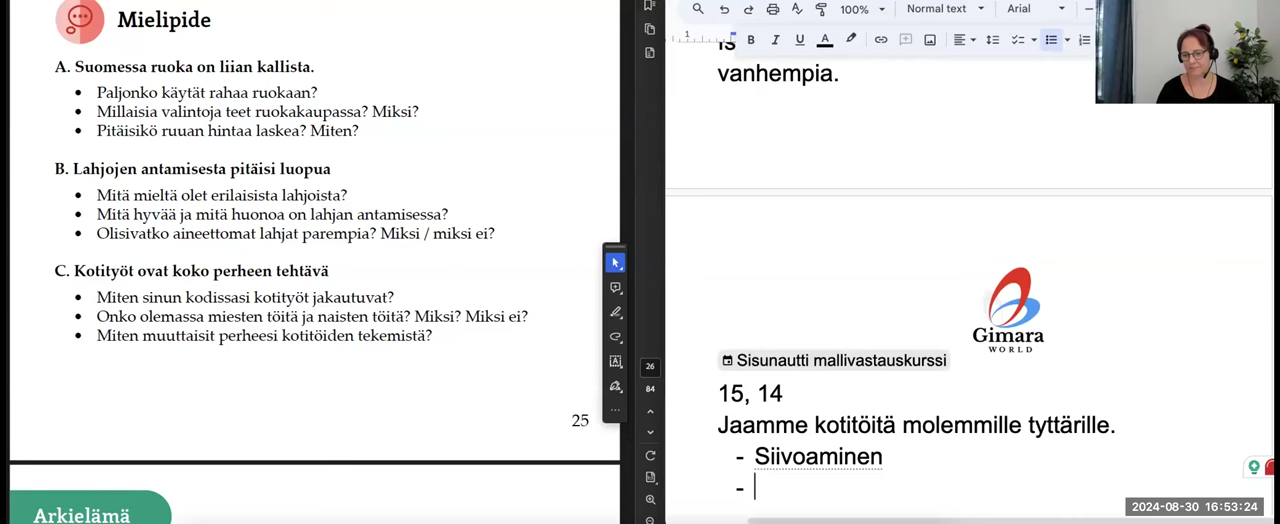 Mielipide
A. Suomessa ruoka on liian kallista.
• Paljonko käytät rahaa ruokaan?
• Millaisia valintoja teet ruokakaupassa? Miksi?
• Pitäisikö ruuan hintaa laskea? Miten?
B. Lahjojen antamisesta pitäisi luopua
• Mitä mieltä olet erilaisista lahjoista?
• Mitä hyvää ja mitä huonoa on lahjan antamisessa?
• Olisivatko aineettomat lahjat parempia? Miksi / miksi ei?
C. Kotityöt ovat koko perheen tehtävä
• Miten sinun kodissasi kotityöt jakautuvat?
• Onko olemassa miesten töitä ja naisten töitä? Miksi? Miksi ei?
• Miten muuttaisit perheesi kotitöiden tekemistä?
25
Arkielämä
26
84
100%
Normal text
Arial
1
B I U A
vanhempia.
Gimara
WORLD
Sisunautti mallivastauskurssi
15, 14
Jaamme kotitöitä molemmille tyttärille.
- Siivoaminen
-
2024-08-30 16:53:24